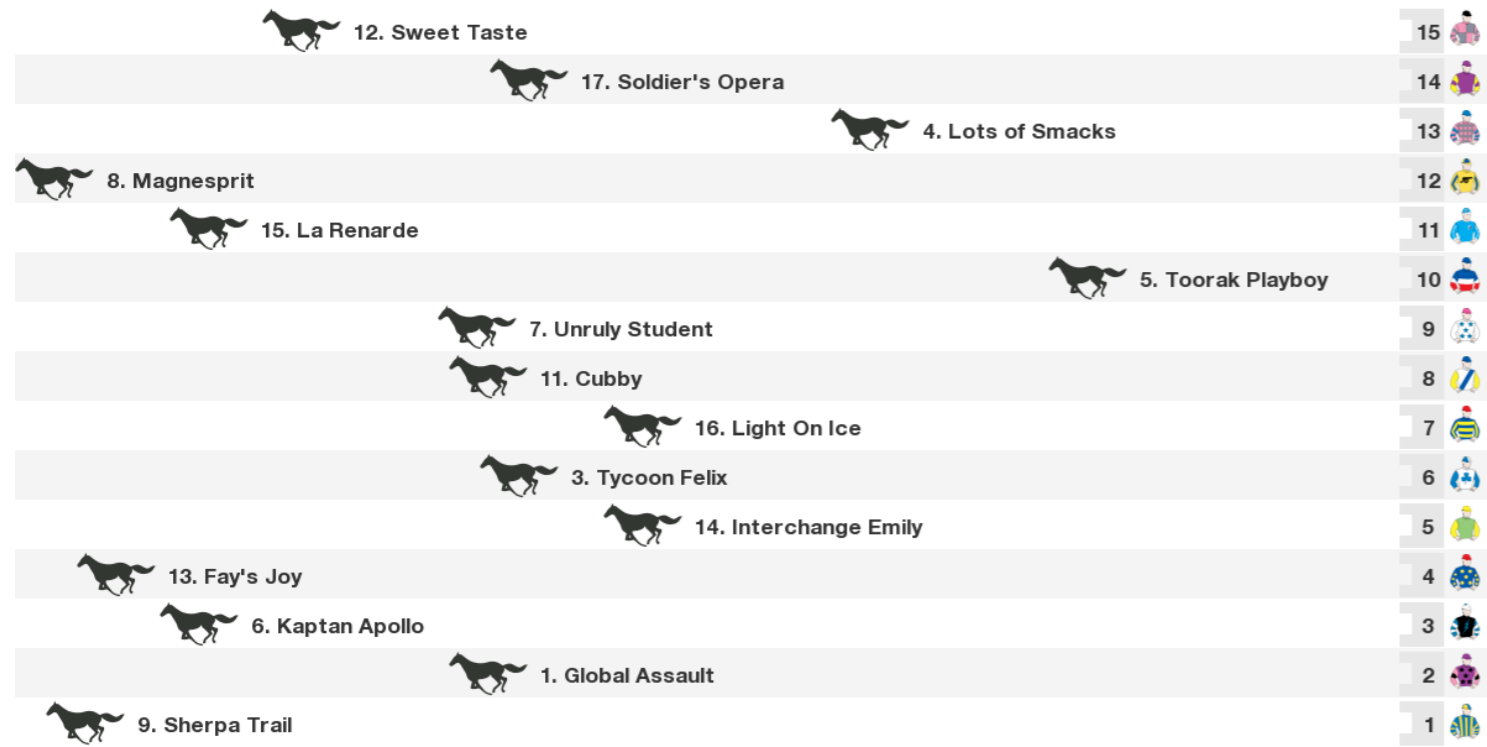 12. Sweet Taste 15
17. Soldier's Opera 14
4. Lots of Smacks 13
8. Magnesprit 12
15. La Renarde 11
5. Toorak Playboy 10
7. Unruly Student 9
11. Cubby 8
16. Light On Ice 7
3. Tycoon Felix 6
14. Interchange Emily 5
13. Fay's Joy 4
6. Kaptan Apollo 3
1. Global Assault 2
9. Sherpa Trail 1